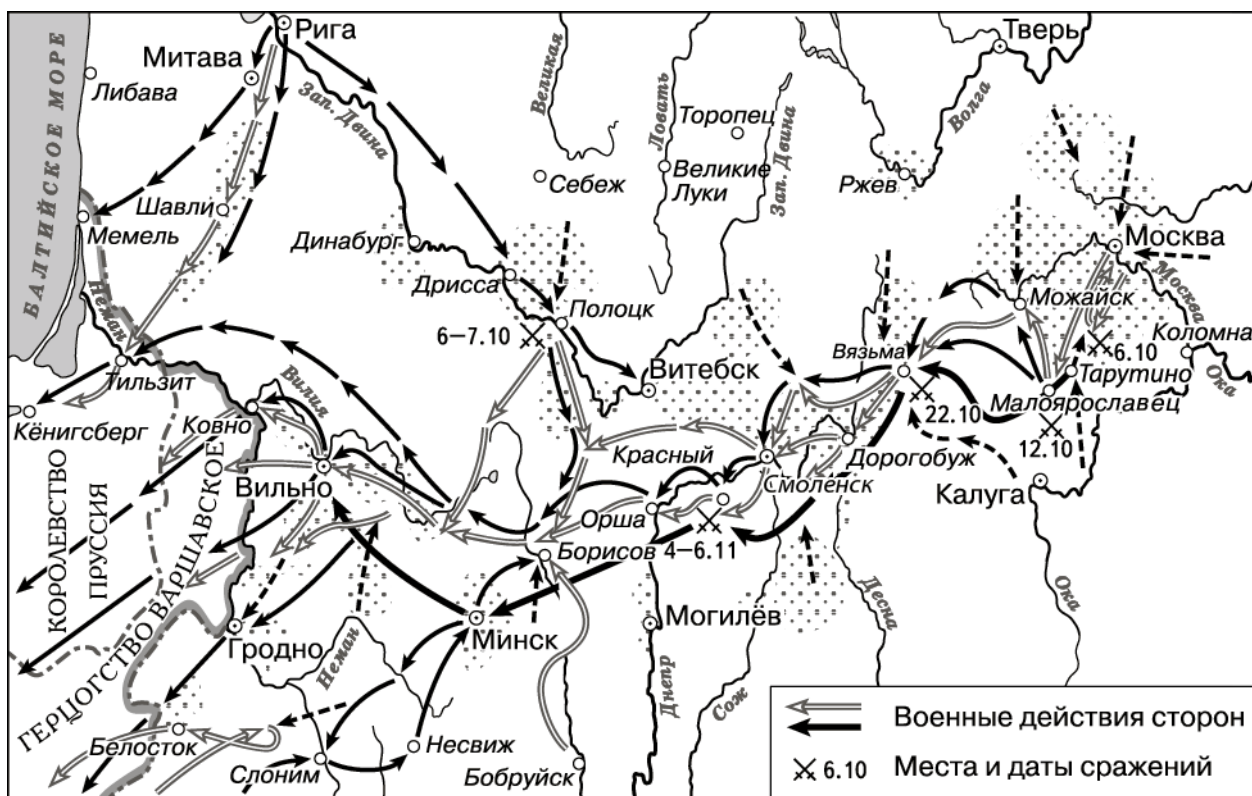 Рига
Тверь
Митава
Либава
БАЛТИЙСКОЕ МОРЕ
Зап. Двина
Великая
Ловать
Торопец
Зап. Двина
Волга
Себеж
Великие
Луки
Ржев
Шавли
Мемель
Динабург
Дрисса
Москва
Москва
Неман
Полоцк
6–7.10
Можайск
Коломна
Ока
Вязьма
6.10
Тарутино
Тильзит
Вилия
Витебск
Малоярославец
22.10
12.10
Кёнигсберг
Ковно
Красный
Дорогобуж
Смоленск
Калуга
Вильно
Орша
4–6.11
Борисов
КОРОЛЕВСТВО
ПРУССИЯ
ГЕРЦОГСТВО ВАРШАВСКОЕ
Гродно
Неман
Минск
Могилёв
Десна
Ока
Днепр
Сож
Белосток
Слоним
Несвиж
Бобруйск
Военные действия сторон
6.10 Места и даты сражений